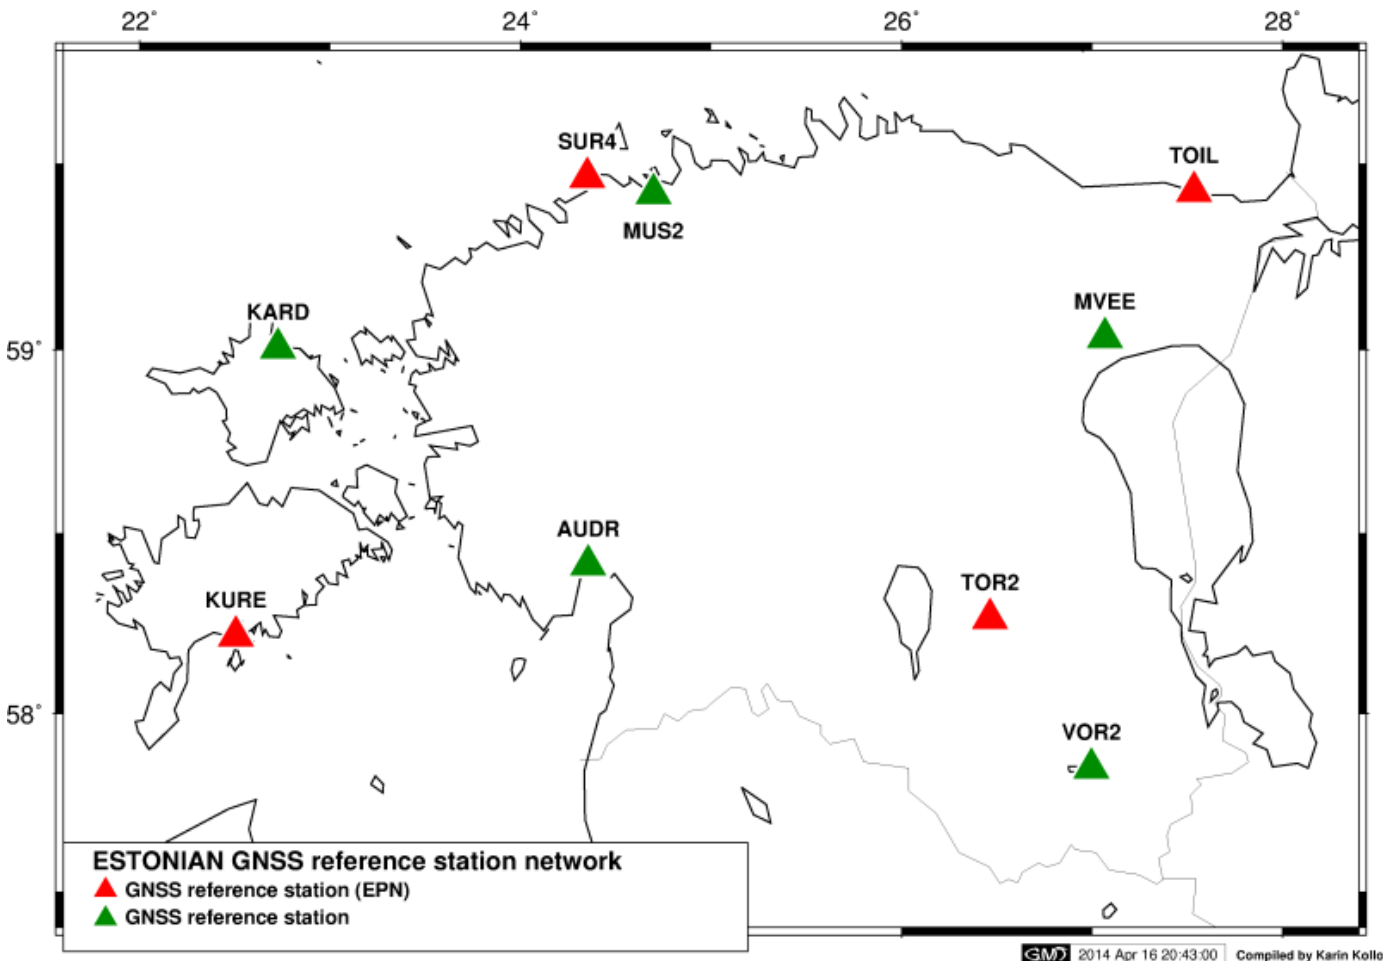 22° 24° 26° 28°
SUR4
TOIL
MUS2
MVEE
KARD
59°
AUDR
TOR2
KURE
58°
VOR2
ESTONIAN GNSS reference station network
GNSS reference station (EPN)
GNSS reference station
GMT 2014 Apr 16 20:43:00 Compiled by Karin Kollo